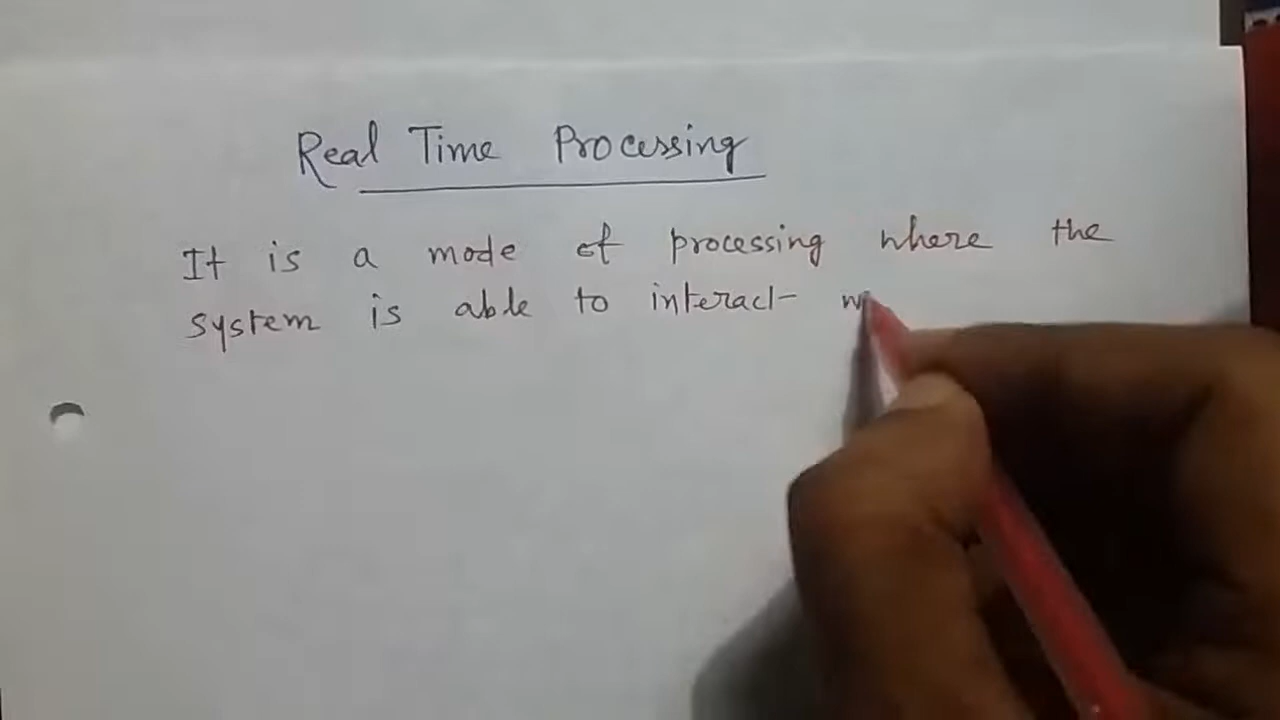 Real Time Processing
It is a mode of processing where the
system is able to interact w